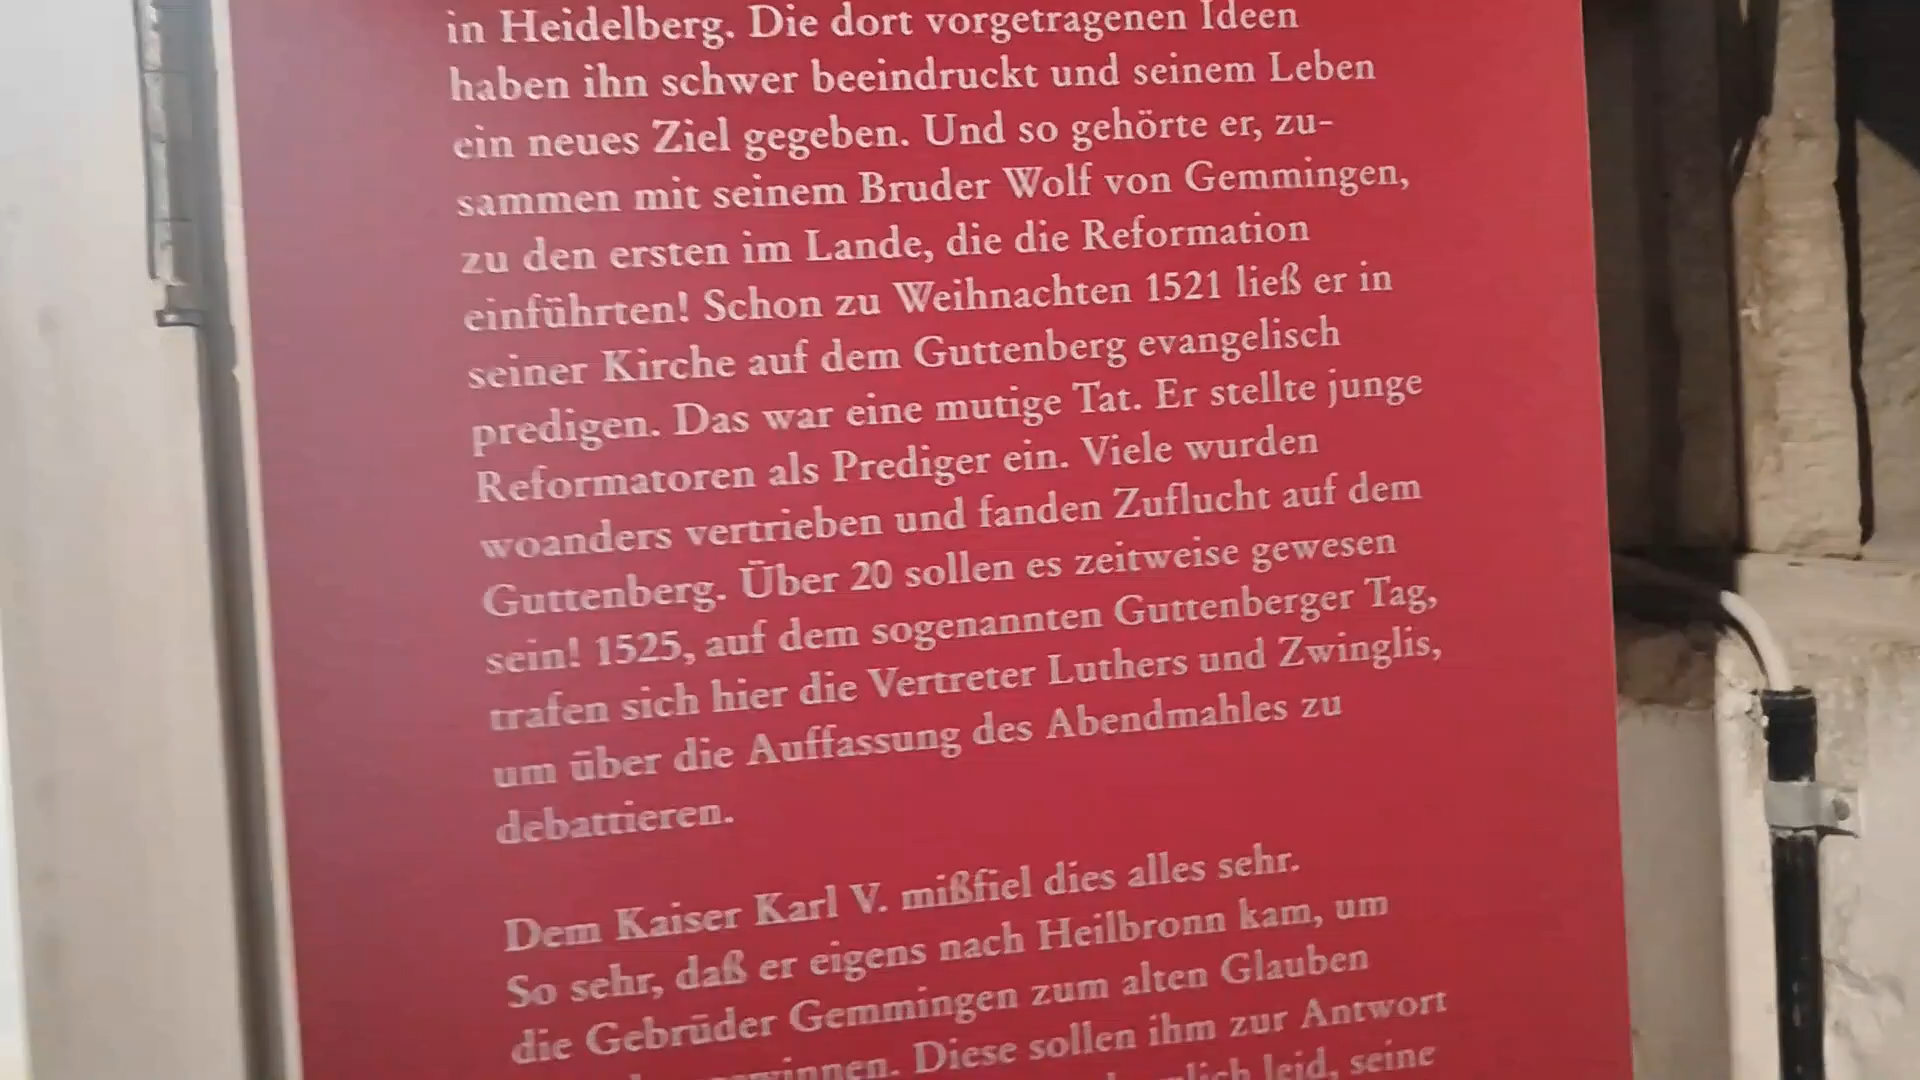 in Heidelberg. Die dort vorgetragenen Ideen
haben ihn schwer beeindruckt und seinem Leben
ein neues Ziel gegeben. Und so gehörte er, zu-
sammen mit seinem Bruder Wolf von Gemmingen,
zu den ersten im Lande, die die Reformation
einführten! Schon zu Weihnachten 1521 ließ er in
seiner Kirche auf dem Guttenberg evangelisch
predigen. Das war eine mutige Tat. Er stellte junge
Reformatoren als Prediger ein. Viele wurden
woanders vertrieben und fanden Zuflucht auf dem
Guttenberg. Über 20 sollen es zeitweise gewesen
sein! 1525, auf dem sogenannten Guttenberger Tag,
trafen sich hier die Vertreter Luthers und Zwinglis,
um über die Auffassung des Abendmahles zu
debattieren.
Dem Kaiser Karl V. mißfiel dies alles sehr.
So sehr, daß er eigens nach Heilbronn kam, um
die Gebrüder Gemmingen zum alten Glauben
Diese sollen ihm zur Antwort
leid, seine